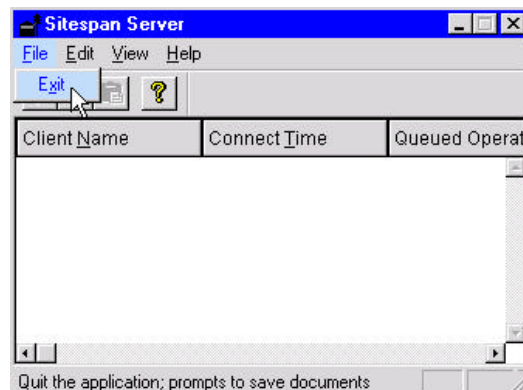 Sitespan Server
File Edit View Help
Exit
Client Name Connect Time Queued Operat
Quit the application; prompts to save documents